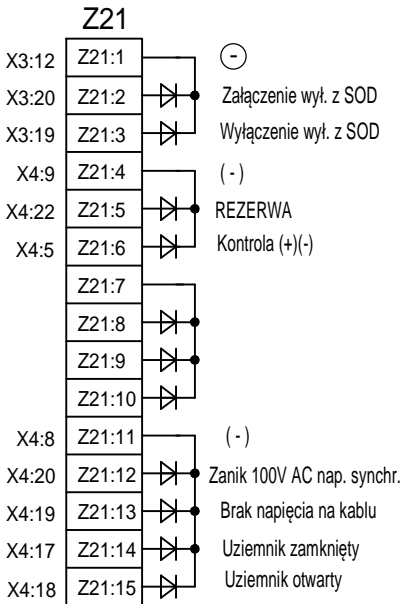 Z21
X3:12 Z21:1 (-)
X3:20 Z21:2 Załączenie wył. z SOD
X3:19 Z21:3 Wyłączenie wył. z SOD
X4:9 Z21:4 ( - )
X4:22 Z21:5 REZERWA
X4:5 Z21:6 Kontrola (+)(-)
Z21:7
Z21:8
Z21:9
Z21:10
X4:8 Z21:11 ( - )
X4:20 Z21:12 Zanik 100V AC nap. synchr.
X4:19 Z21:13 Brak napięcia na kablu
X4:17 Z21:14 Uziemnik zamknięty
X4:18 Z21:15 Uziemnik otwarty